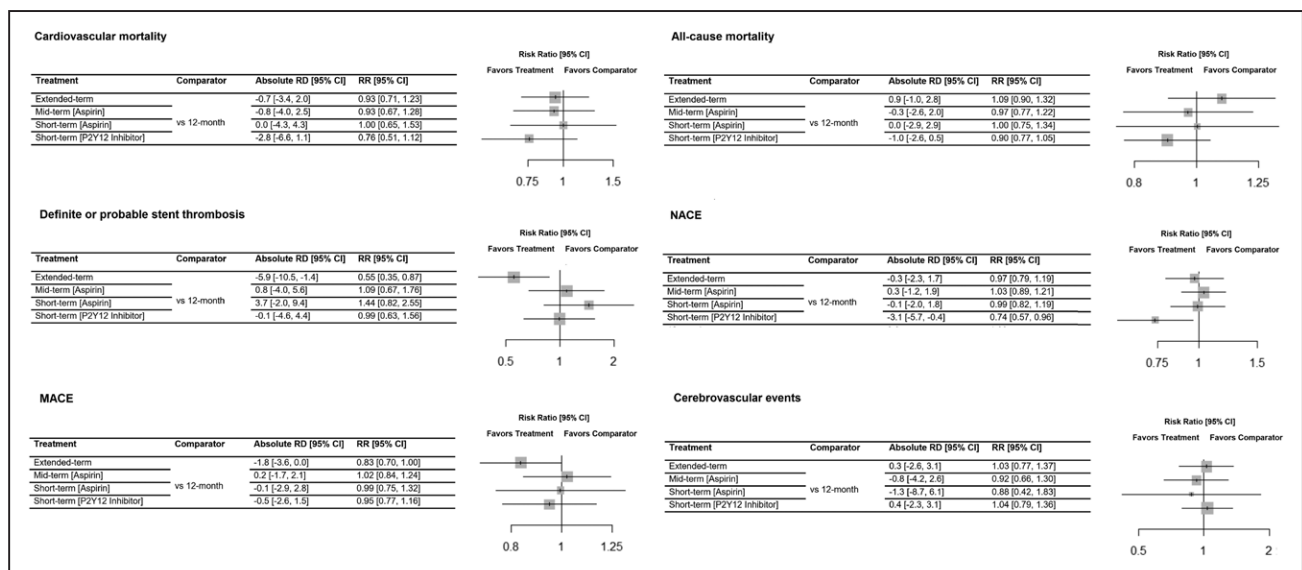 Cardiovascular mortality
Risk Ratio [95% CI]
Favors Treatment Favors Comparator
Treatment Comparator Absolute RD [95% CI] RR [95% CI]
Extended-term -0.7 [-3.4, 2.0] 0.93 [0.71, 1.23]
Mid-term [Aspirin] -0.8 [-4.0, 2.5] 0.93 [0.67, 1.28]
vs 12-month
Short-term [Aspirin] 0.0 [-4.3, 4.3] 1.00 [0.65, 1.53]
Short-term [P2Y12 Inhibitor] -2.8 [-6.6, 1.1] 0.76 [0.51, 1.12]
0.75 1 1.5
All-cause mortality
Risk Ratio [95% CI]
Favors Treatment Favors Comparator
Treatment Comparator Absolute RD [95% CI] RR [95% CI]
Extended-term 0.9 [-1.0, 2.8] 1.09 [0.90, 1.32]
Mid-term [Aspirin] -0.3 [-2.6, 2.0] 0.97 [0.77, 1.22]
vs 12-month
Short-term [Aspirin] 0.0 [-2.9, 2.9] 1.00 [0.75, 1.34]
Short-term [P2Y12 Inhibitor] -1.0 [-2.6, 0.5] 0.90 [0.77, 1.05]
0.8 1 1.25
Definite or probable stent thrombosis
Risk Ratio [95% CI]
Favors Treatment Favors Comparator
Treatment Comparator Absolute RD [95% CI] RR [95% CI]
Extended-term -5.9 [-10.5, -1.4] 0.55 [0.35, 0.87]
Mid-term [Aspirin] 0.8 [-4.0, 5.6] 1.09 [0.67, 1.76]
vs 12-month
Short-term [Aspirin] 3.7 [-2.0, 9.4] 1.44 [0.82, 2.55]
Short-term [P2Y12 Inhibitor] -0.1 [-4.6, 4.4] 0.99 [0.63, 1.56]
0.5 1 2
NACE
Risk Ratio [95% CI]
Favors Treatment Favors Comparator
Treatment Comparator Absolute RD [95% CI] RR [95% CI]
Extended-term -0.3 [-2.3, 1.7] 0.97 [0.79, 1.19]
Mid-term [Aspirin] 0.3 [-1.2, 1.9] 1.03 [0.89, 1.21]
vs 12-month
Short-term [Aspirin] -0.1 [-2.0, 1.8] 0.99 [0.82, 1.19]
Short-term [P2Y12 Inhibitor] -3.1 [-5.7, -0.4] 0.74 [0.57, 0.96]
0.75 1 1.5
MACE
Risk Ratio [95% CI]
Favors Treatment Favors Comparator
Treatment Comparator Absolute RD [95% CI] RR [95% CI]
Extended-term -1.8 [-3.6, 0.0] 0.83 [0.70, 1.00]
Mid-term [Aspirin] 0.2 [-1.7, 2.1] 1.02 [0.84, 1.24]
vs 12-month
Short-term [Aspirin] -0.1 [-2.9, 2.8] 0.99 [0.75, 1.32]
Short-term [P2Y12 Inhibitor] -0.5 [-2.6, 1.5] 0.95 [0.77, 1.16]
0.8 1 1.25
Cerebrovascular events
Risk Ratio [95% CI]
Favors Treatment Favors Comparator
Treatment Comparator Absolute RD [95% CI] RR [95% CI]
Extended-term 0.3 [-2.6, 3.1] 1.03 [0.77, 1.37]
Mid-term [Aspirin] -0.8 [-4.2, 2.6] 0.92 [0.66, 1.30]
vs 12-month
Short-term [Aspirin] -1.3 [-8.7, 6.1] 0.88 [0.42, 1.83]
Short-term [P2Y12 Inhibitor] 0.4 [-2.3, 3.1] 1.04 [0.79, 1.36]
0.5 1 2